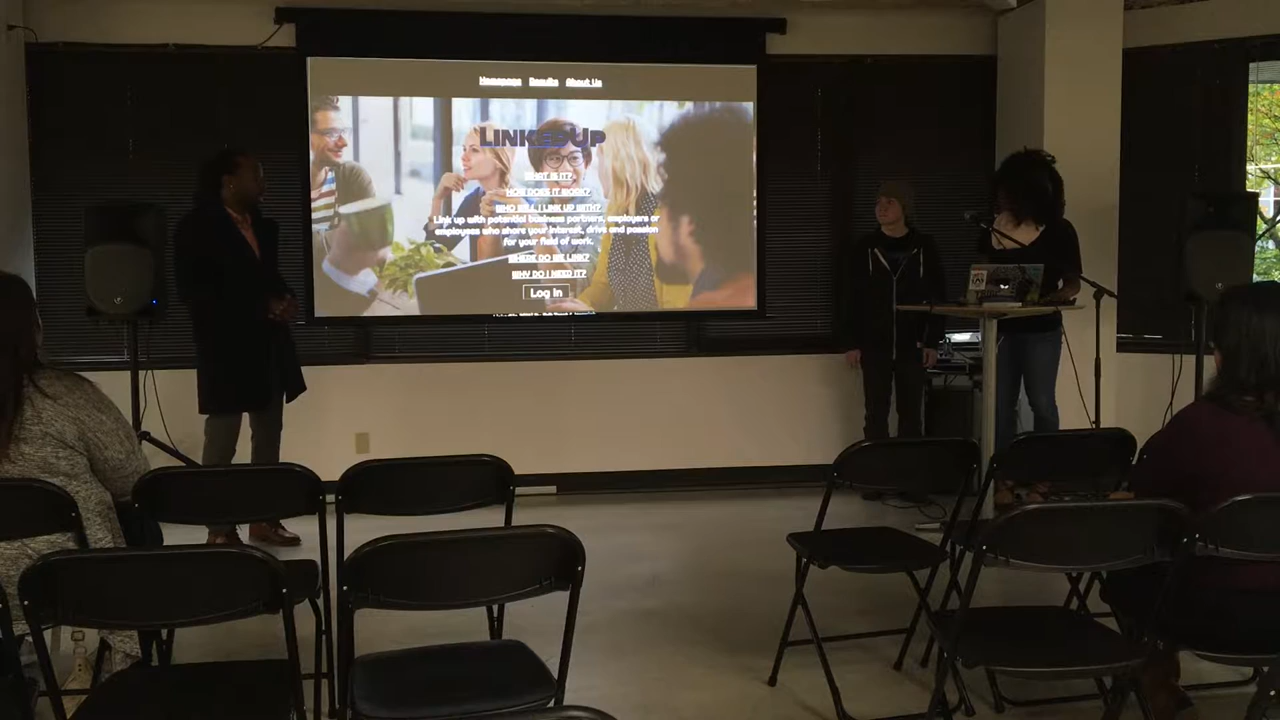 Homepage Results About Us
LINKEDUP
WHAT IS IT?
HOW DOES IT WORK?
WHO WILL I LINK UP WITH?
Link up with potential business partners, employers or
employees who share your interest, drive and passion
for your field of work.
WHERE DO WE LINK?
WHY DO I NEED IT?
Log In